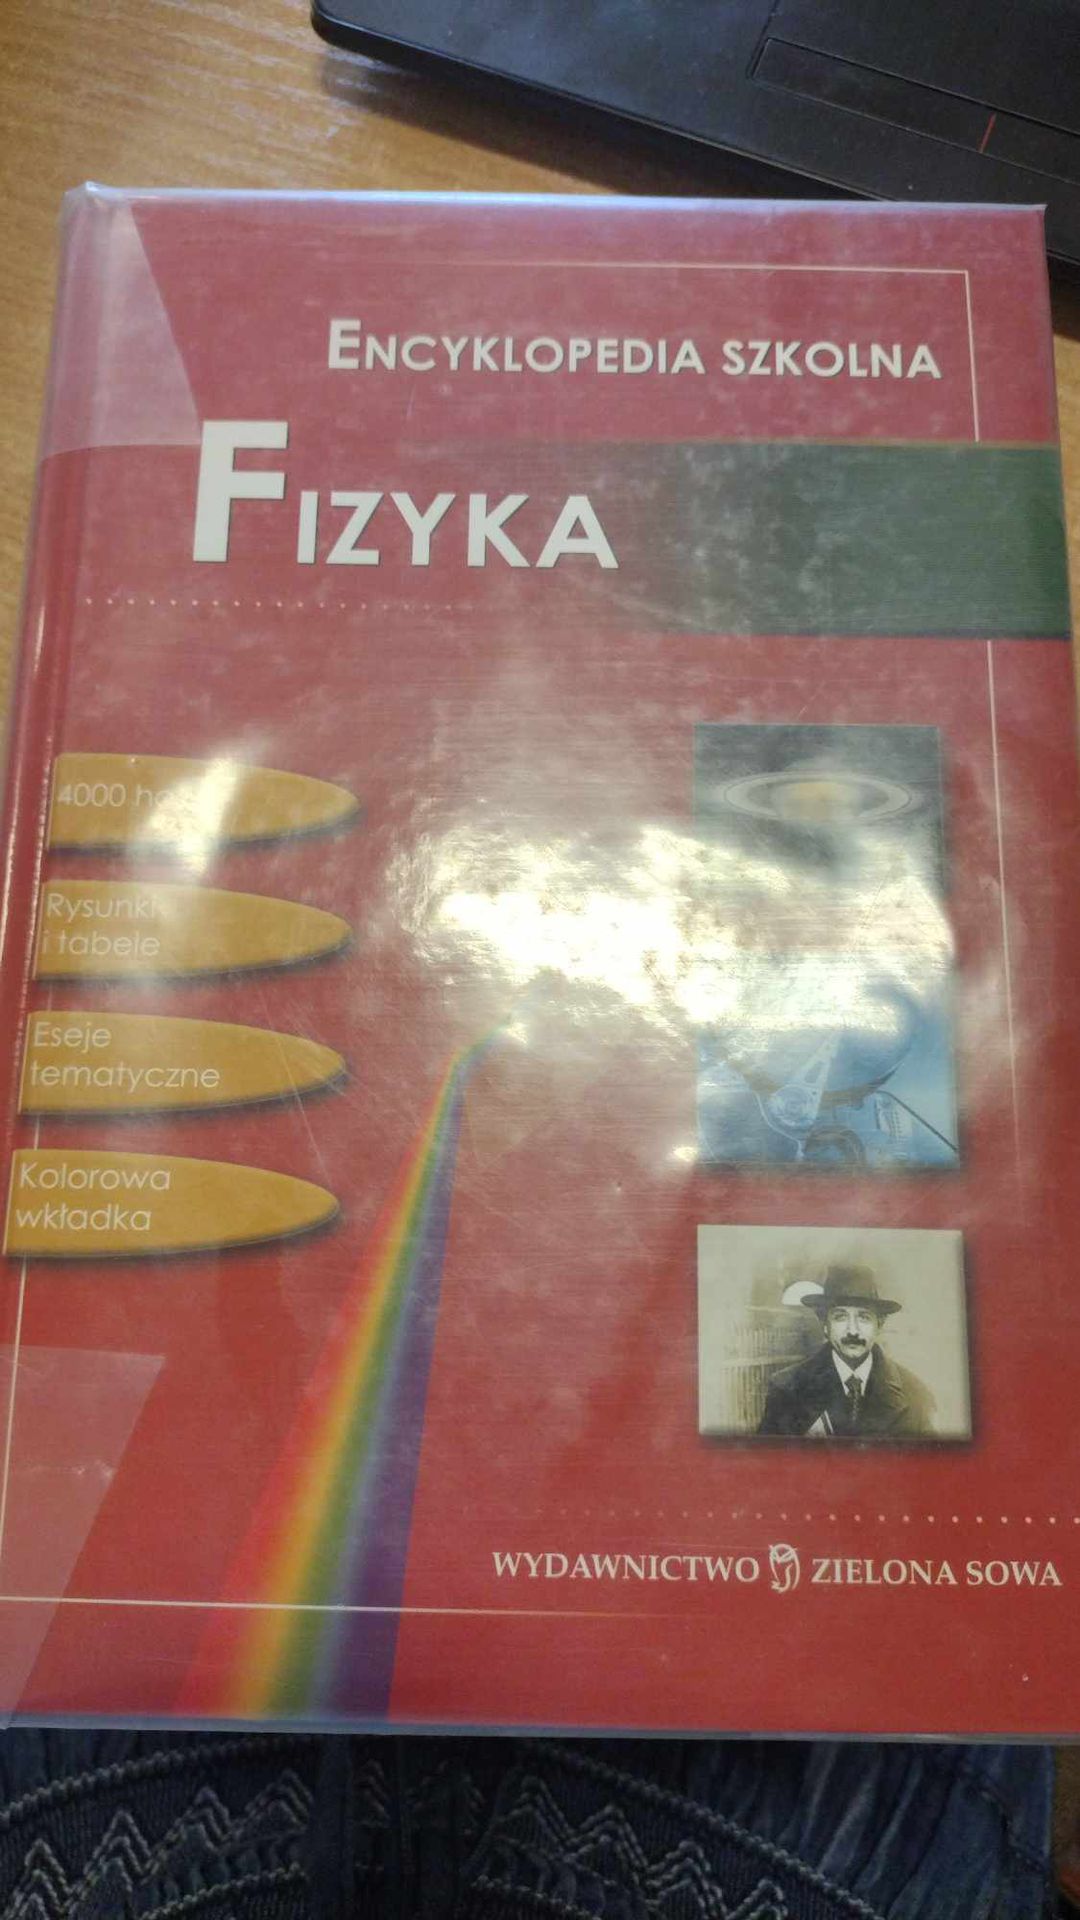 ENCYKLOPEDIA SZKOLNA
FIZYKA
4000
Rysunki
i tabele
Eseje
tematyczne
Kolorowa
wkładka
WYDAWNICTWO ZIELONA SOWA